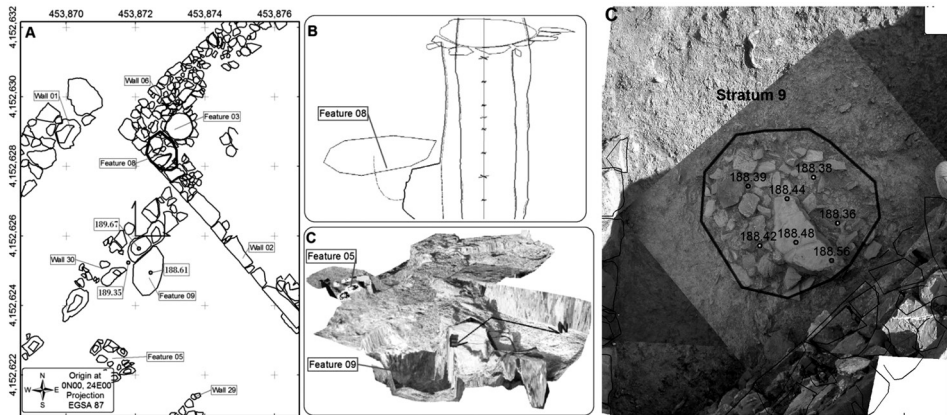 453,870 453,872 453,874 453,876
4,152,632
4,152,630
4,152,628
4,152,626
4,152,624
4,152,622
A
Wall 06
Wall 01
Feature 03
Feature 08
189.67
Wall 30
Wall 02
188.61
189.35
Feature 09
Feature 05
Wall 29
N
W E
S
Origin at
0N00, 24E00
Projection
EGSA 87
B
Feature 08
C
Feature 05
Feature 09
E
N
C
Stratum 9
188.38
188.39
188.44
188.36
188.42
188.48
188.56